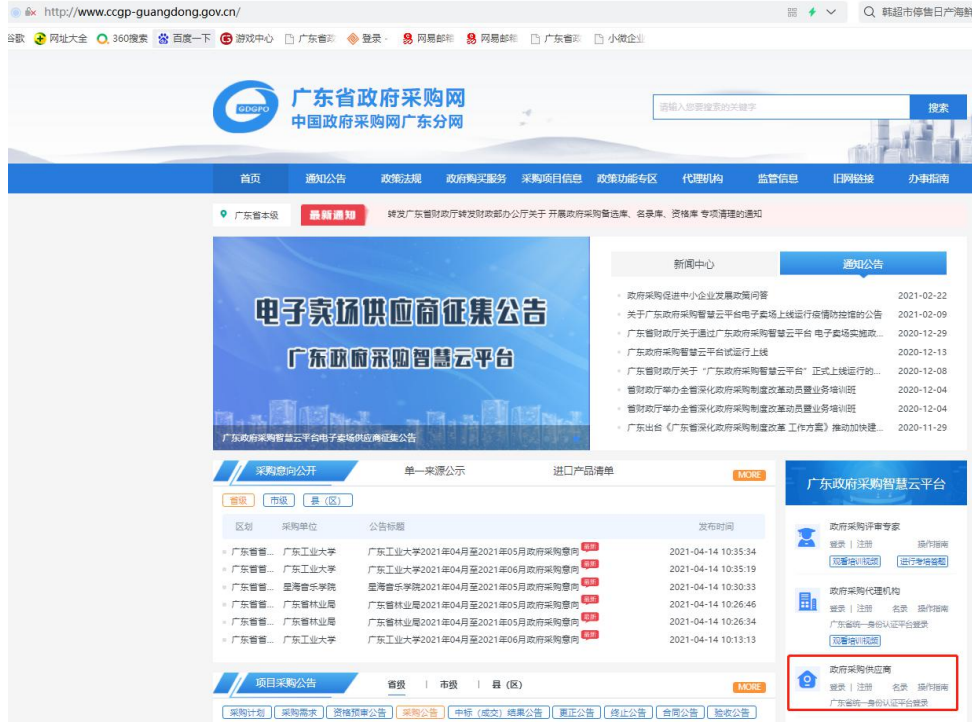 http://www.ccgp-guangdong.gov.cn/
韩超市停售日产海鲜
谷歌 网址大全 360搜索 百度一下 游戏中心 广东省政 登录 - 网易邮箱 网易邮箱 广东省政 小微企业
GDGPO
广东省政府采购网
中国政府采购网广东分网
请输入您要搜索的关键字 搜索
首页 通知公告 政策法规 政府购买服务 采购项目信息 政策功能专区 代理机构 监管信息 旧网链接 办事指南
广东省本级 最新通知 转发广东省财政厅转发财政部办公厅关于 开展政府采购备选库、名录库、资格库 专项清理的通知
电子卖场供应商征集公告
广东政府采购智慧云平台
广东政府采购智慧云平台电子卖场供应商征集公告
新闻中心 通知公告
政府采购促进中小企业发展政策问答 2021-02-22
关于广东政府采购智慧云平台电子卖场上线运行疫情防控馆的公告 2021-02-09
广东省财政厅关于通过广东政府采购智慧云平台 电子卖场实施政... 2020-12-29
广东政府采购智慧云平台试运行上线 2020-12-13
广东省财政厅关于“广东政府采购智慧云平台”正式上线运行的... 2020-12-08
省财政厅举办全省深化政府采购制度改革动员暨业务培训班 2020-12-04
省财政厅举办全省深化政府采购制度改革动员暨业务培训班 2020-12-04
广东出台《广东省深化政府采购制度改革 工作方案》推动加快建... 2020-11-29
采购意向公开 单一来源公示 进口产品清单 MORE
省级 市级 县（区）
区划 采购单位 公告标题 发布时间
广东省省... 广东工业大学 广东工业大学2021年04月至2021年05月政府采购意向 最新 2021-04-14 10:35:34
广东省省... 广东工业大学 广东工业大学2021年04月至2021年06月政府采购意向 最新 2021-04-14 10:35:19
广东省省... 星海音乐学院 星海音乐学院2021年04月至2021年05月政府采购意向 最新 2021-04-14 10:30:33
广东省省... 广东省林业局 广东省林业局2021年04月至2021年05月政府采购意向 最新 2021-04-14 10:26:46
广东省省... 广东省林业局 广东省林业局2021年04月至2021年05月政府采购意向 最新 2021-04-14 10:26:34
广东省省... 广东工业大学 广东工业大学2021年04月至2021年06月政府采购意向 最新 2021-04-14 10:13:13
广东政府采购智慧云平台
政府采购评审专家
登录 | 注册 操作指南
观看培训视频 进行考培答题
政府采购代理机构
登录 | 注册 名录 操作指南
广东省统一身份认证平台登录
观看培训视频
政府采购供应商
登录 | 注册 名录 操作指南
广东省统一身份认证平台登录
项目采购公告 省级 | 市级 | 县（区） MORE
采购计划 采购需求 资格预审公告 采购公告 中标（成交）结果公告 更正公告 终止公告 合同公告 验收公告